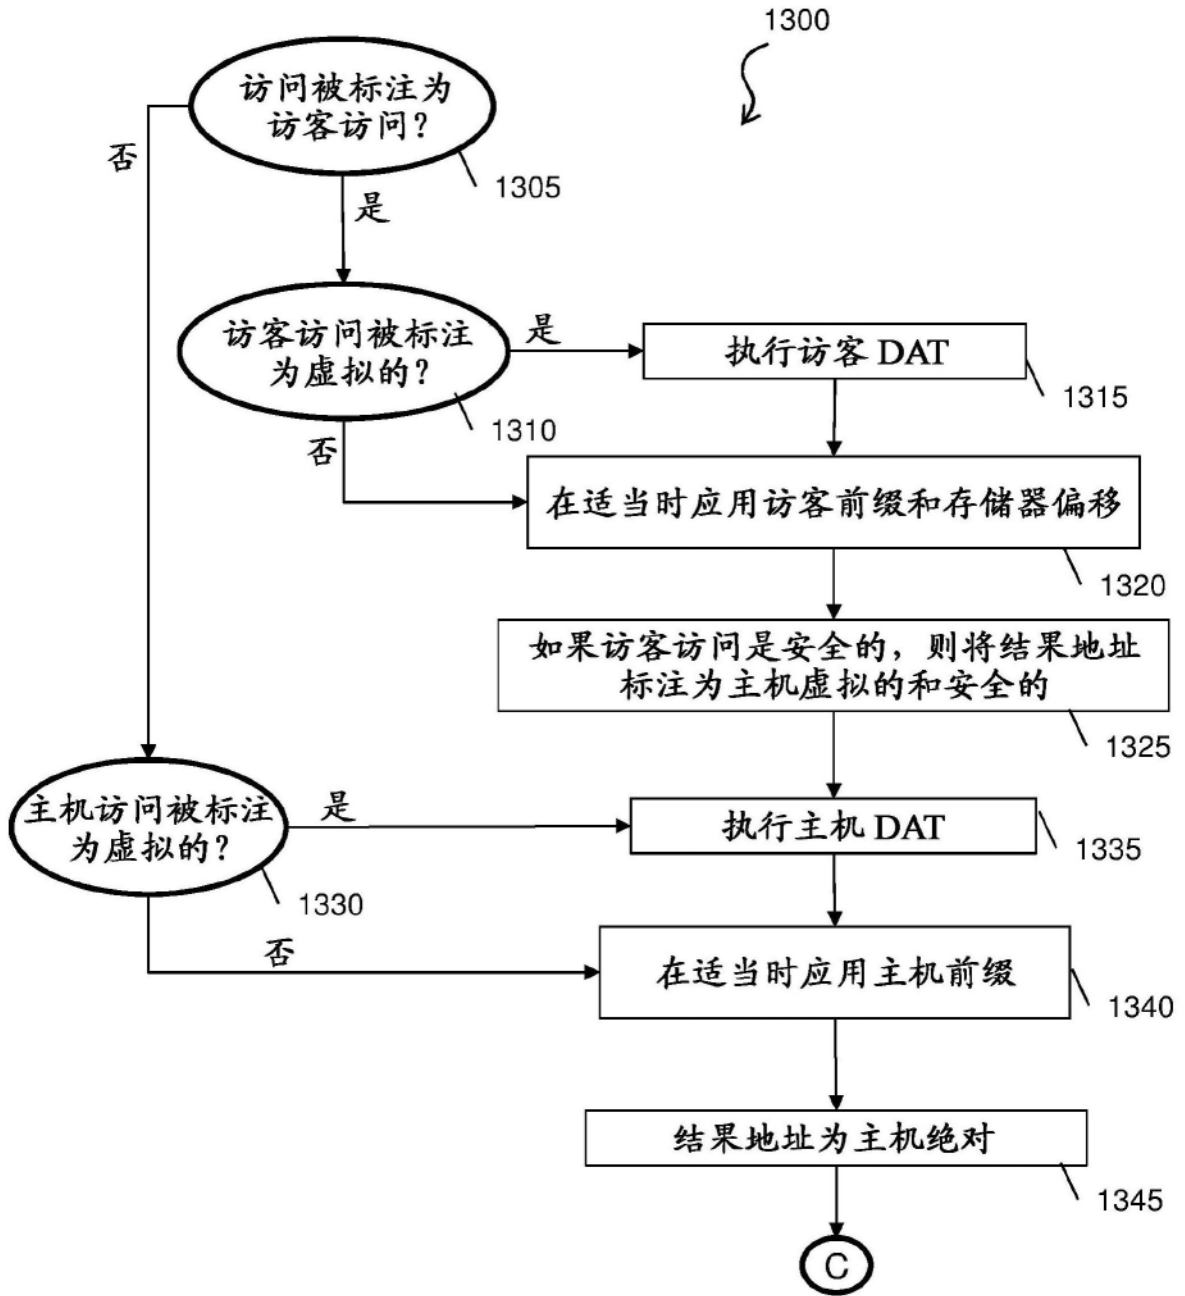 1300
访问被标注为
访客访问？
1305
否
是
访客访问被标注
为虚拟的？
1310
是
执行访客 DAT
1315
否
在适当时应用访客前缀和存储器偏移
1320
如果访客访问是安全的，则将结果地址
标注为主机虚拟的和安全的
1325
主机访问被标注
为虚拟的？
1330
是
执行主机 DAT
1335
否
在适当时应用主机前缀
1340
结果地址为主机绝对
1345
C